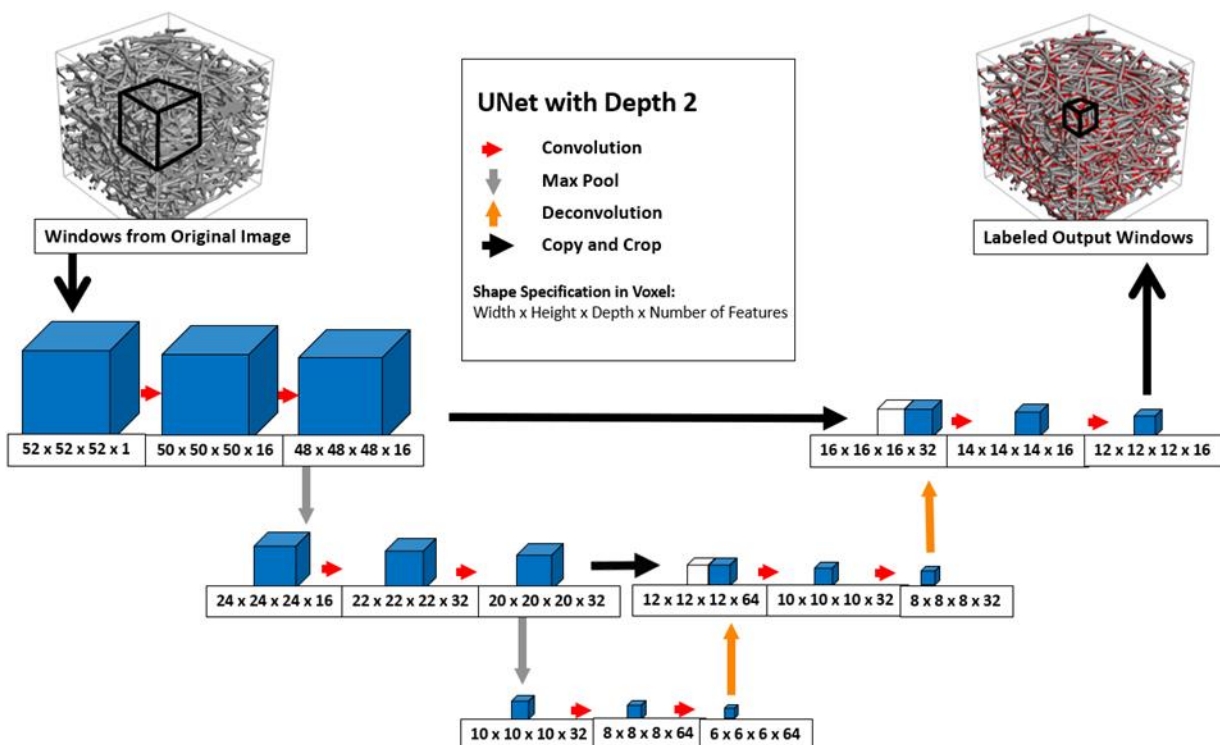 UNet with Depth 2
Convolution
Max Pool
Deconvolution
Copy and Crop
Shape Specification in Voxel:
Width x Height x Depth x Number of Features
Windows from Original Image
Labeled Output Windows
52 x 52 x 52 x 1
50 x 50 x 50 x 16
48 x 48 x 48 x 16
16 x 16 x 16 x 32
14 x 14 x 14 x 16
12 x 12 x 12 x 16
24 x 24 x 24 x 16
22 x 22 x 22 x 32
20 x 20 x 20 x 32
12 x 12 x 12 x 64
10 x 10 x 10 x 32
8 x 8 x 8 x 32
10 x 10 x 10 x 32
8 x 8 x 8 x 64
6 x 6 x 6 x 64